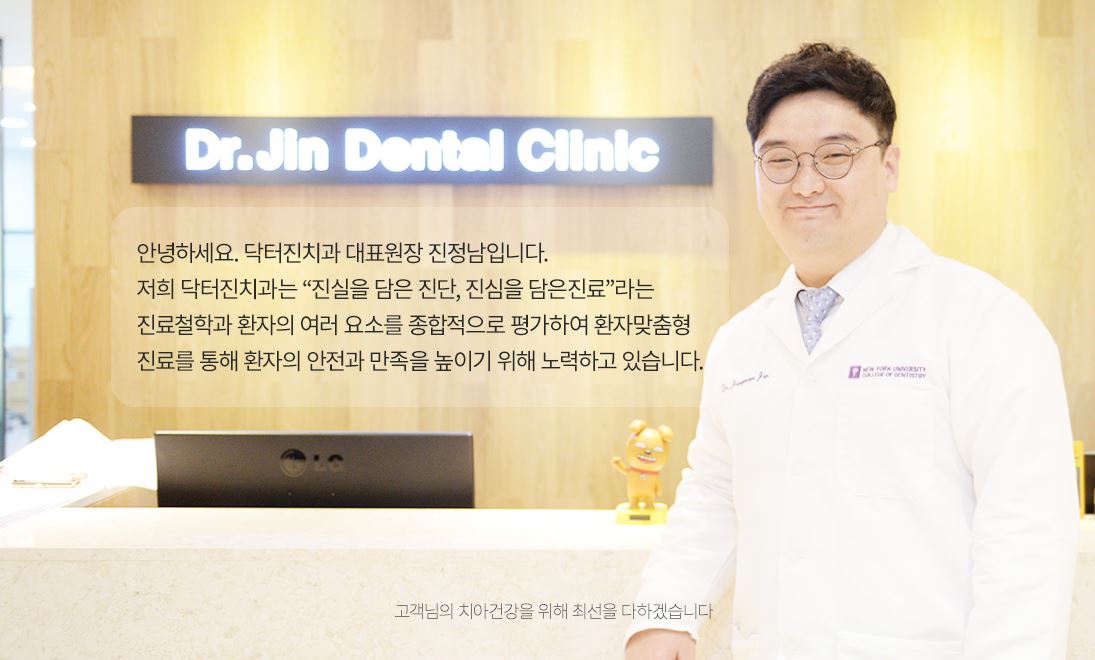 Dr.Jin Dental Clinic
안녕하세요. 닥터진치과 대표원장 진정남입니다.
저희 닥터진치과는 “진실을 담은 진단, 진심을 담은진료”라는
진료철학과 환자의 여러 요소를 종합적으로 평가하여 환자맞춤형
진료를 통해 환자의 안전과 만족을 높이기 위해 노력하고 있습니다.
NEW YORK UNIVERSITY
COLLEGE OF DENTISTRY
LG
고객님의 치아건강을 위해 최선을 다하겠습니다